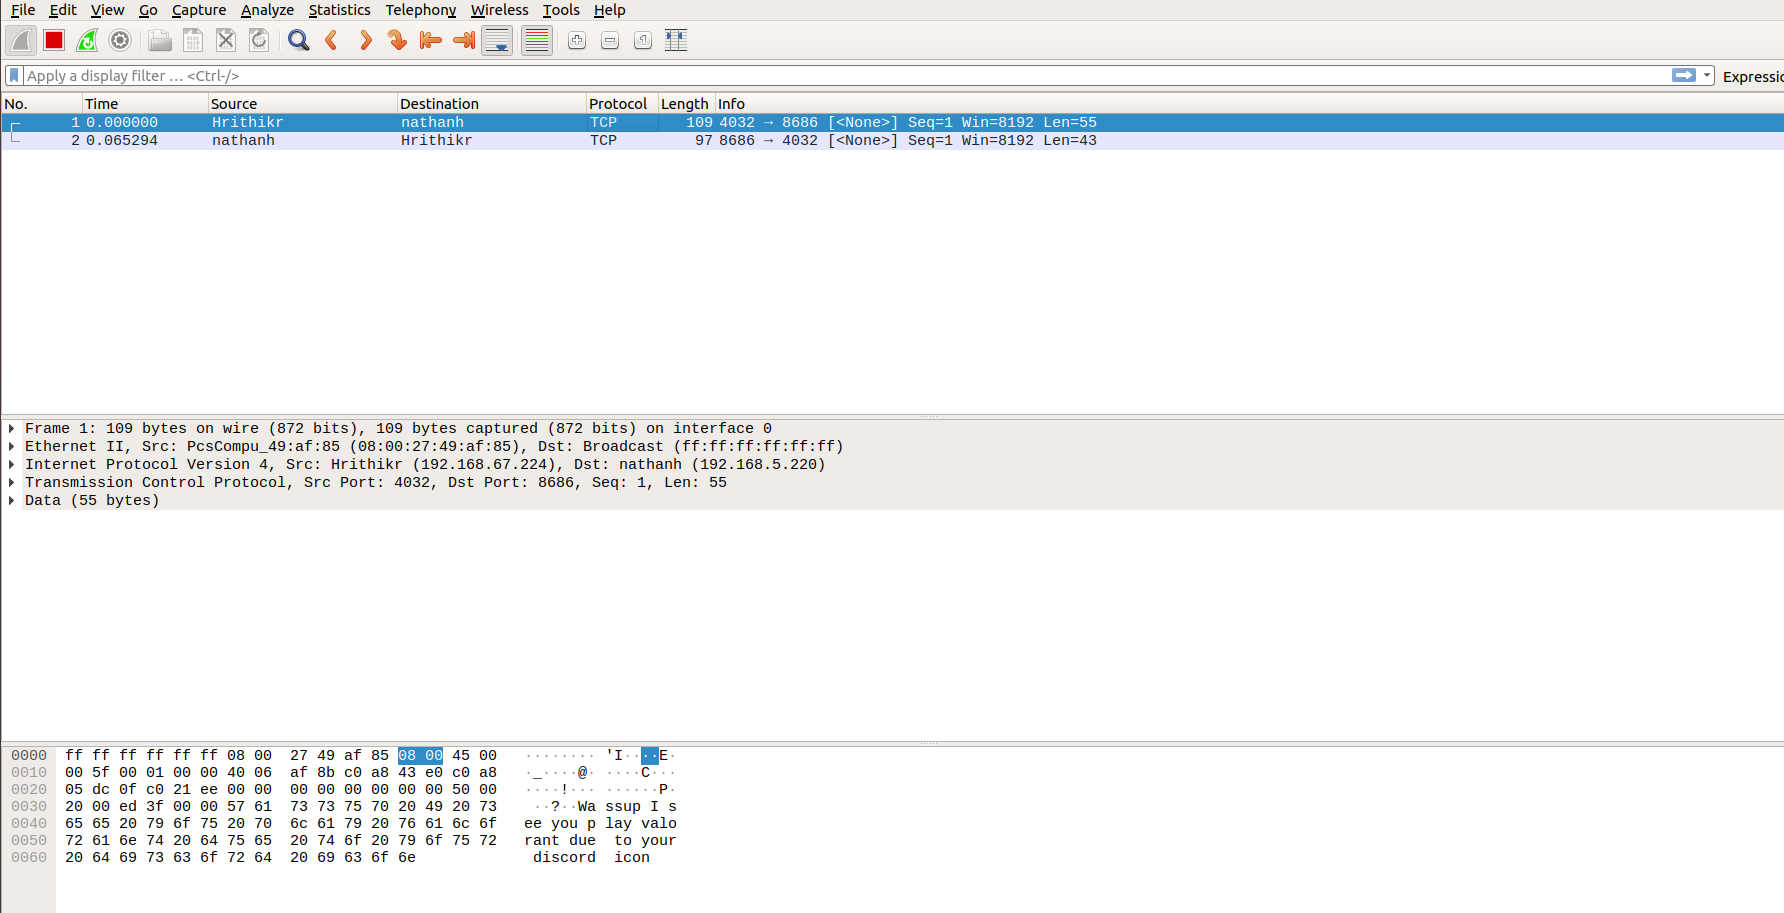 File Edit View Go Capture Analyze Statistics Telephony Wireless Tools Help
Apply a display filter … <Ctrl-/> Expressio
No. Time Source Destination Protocol Length Info
1 0.000000 Hrithikr nathanh TCP 109 4032 → 8686 [<None>] Seq=1 Win=8192 Len=55
2 0.065294 nathanh Hrithikr TCP 97 8686 → 4032 [<None>] Seq=1 Win=8192 Len=43
Frame 1: 109 bytes on wire (872 bits), 109 bytes captured (872 bits) on interface 0
Ethernet II, Src: PcsCompu_49:af:85 (08:00:27:49:af:85), Dst: Broadcast (ff:ff:ff:ff:ff:ff)
Internet Protocol Version 4, Src: Hrithikr (192.168.67.224), Dst: nathanh (192.168.5.220)
Transmission Control Protocol, Src Port: 4032, Dst Port: 8686, Seq: 1, Len: 55
Data (55 bytes)
0000 ff ff ff ff ff ff 08 00 27 49 af 85 08 00 45 00 ········ 'I····E·
0010 00 5f 00 01 00 00 40 06 af 8b c0 a8 43 e0 c0 a8 ·_····@· ····C···
0020 05 dc 0f c0 21 ee 00 00 00 00 00 00 00 00 50 00 ····!··· ······P·
0030 20 00 ed 3f 00 00 57 61 73 73 75 70 20 49 20 73 ··?··Wa ssup I s
0040 65 65 20 79 6f 75 20 70 6c 61 79 20 76 61 6c 6f ee you p lay valo
0050 72 61 6e 74 20 64 75 65 20 74 6f 20 79 6f 75 72 rant due to your
0060 20 64 69 73 63 6f 72 64 20 69 63 6f 6e discord icon